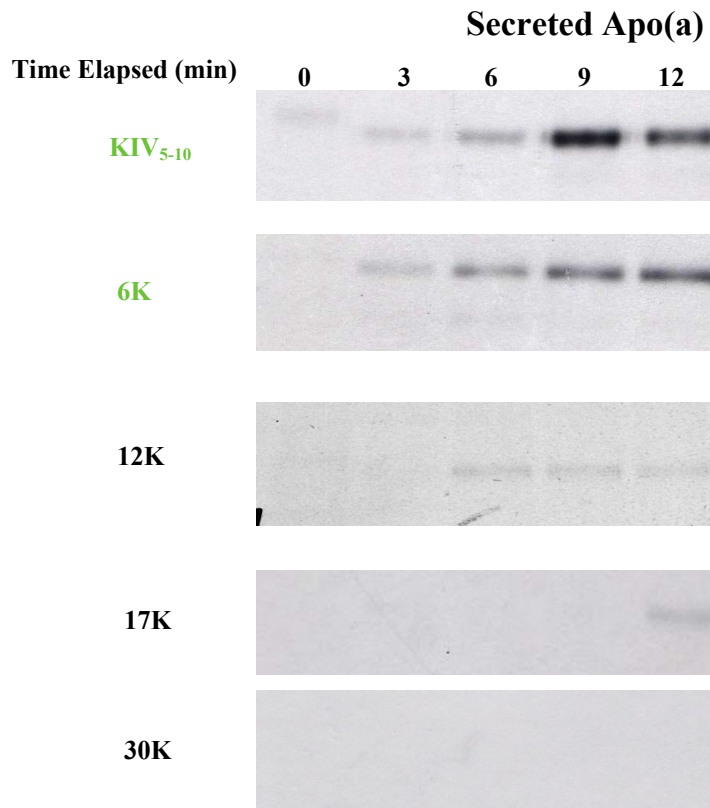 Secreted Apo(a)
Time Elapsed (min) 0 3 6 9 12
KIV5-10
6K
12K
17K
30K